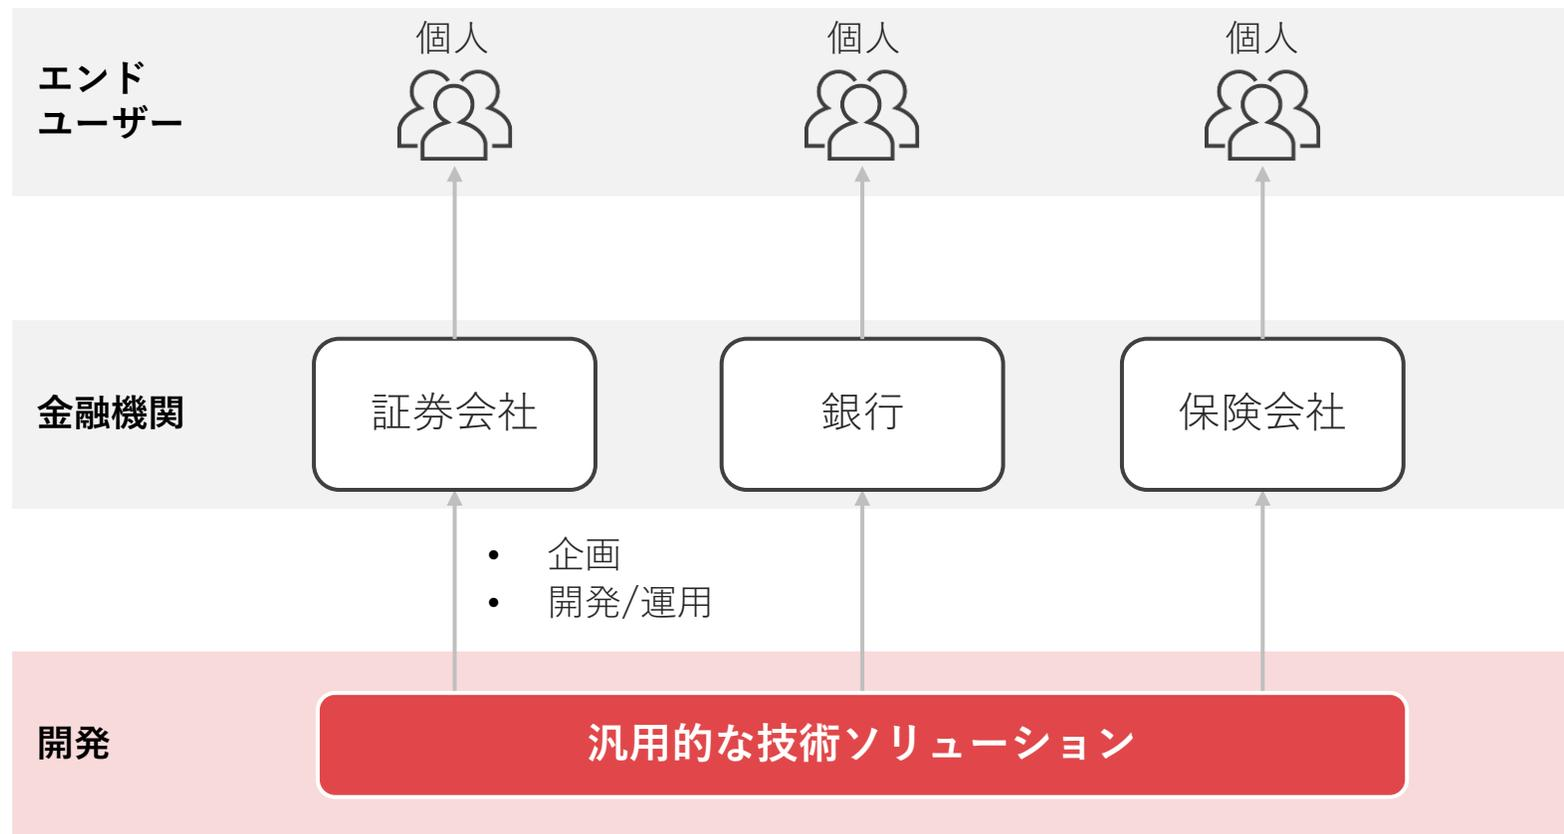 個人
個人
個人
エンド
ユーザー
金融機関
証券会社
銀行
保険会社
• 企画
• 開発/運用
開発
汎用的な技術ソリューション